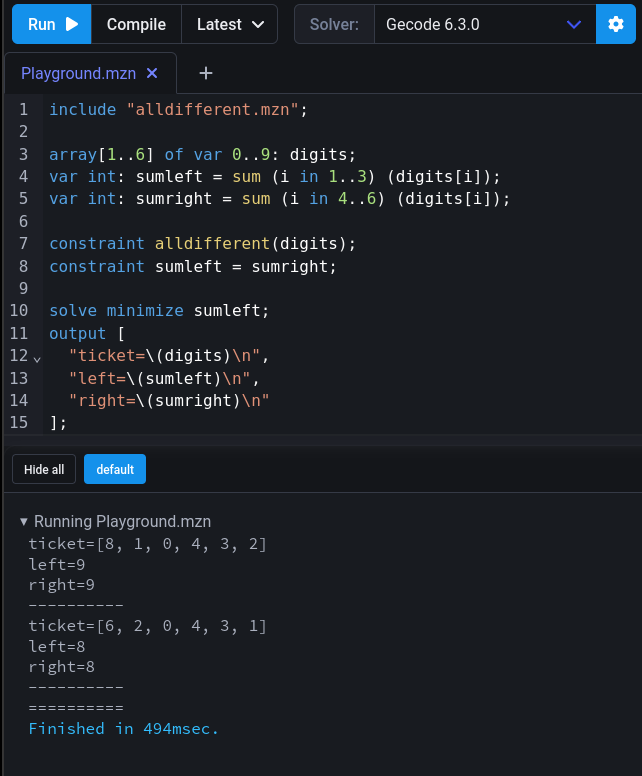 Run Compile Latest Solver: Gecode 6.3.0
Playground.mzn
1 include "alldifferent.mzn";
2
3 array[1..6] of var 0..9: digits;
4 var int: sumleft = sum (i in 1..3) (digits[i]);
5 var int: sumright = sum (i in 4..6) (digits[i]);
6
7 constraint alldifferent(digits);
8 constraint sumleft = sumright;
9
10 solve minimize sumleft;
11 output [
12 "ticket=\(digits)\n",
13 "left=\(sumleft)\n",
14 "right=\(sumright)\n"
15 ];
Hide all default
Running Playground.mzn
ticket=[8, 1, 0, 4, 3, 2]
left=9
right=9
----------
ticket=[6, 2, 0, 4, 3, 1]
left=8
right=8
----------
==========
Finished in 494msec.